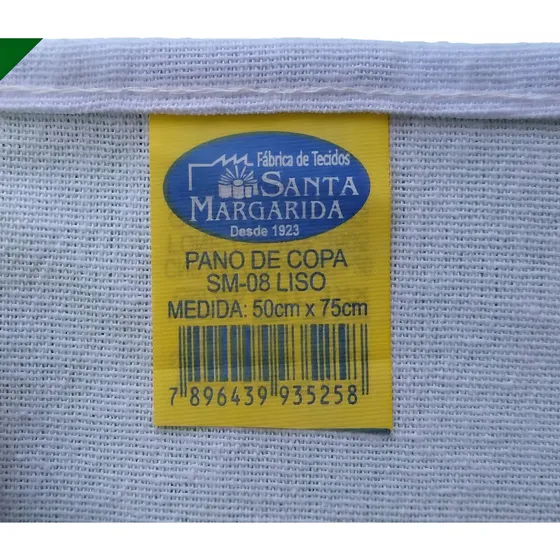 Fábrica de Tecidos
SANTA
MARGARIDA
Desde 1923
PANO DE COPA
SM-08 LISO
MEDIDA: 50cm x 75cm
7 896439 935258